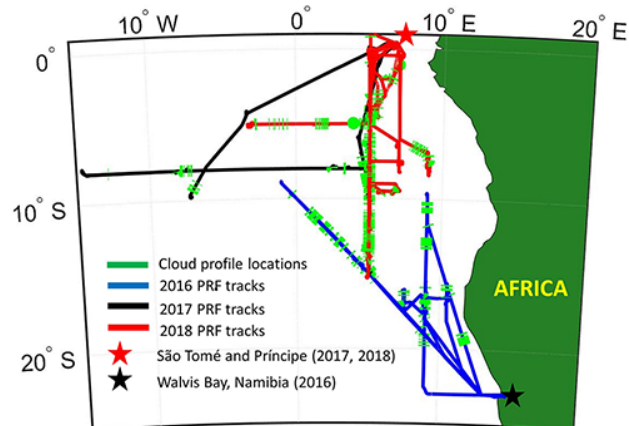 10° W
0°
10° E
20° E
0°
10° S
20° S
Cloud profile locations
2016 PRF tracks
2017 PRF tracks
2018 PRF tracks
São Tomé and Príncipe (2017, 2018)
Walvis Bay, Namibia (2016)
AFRICA